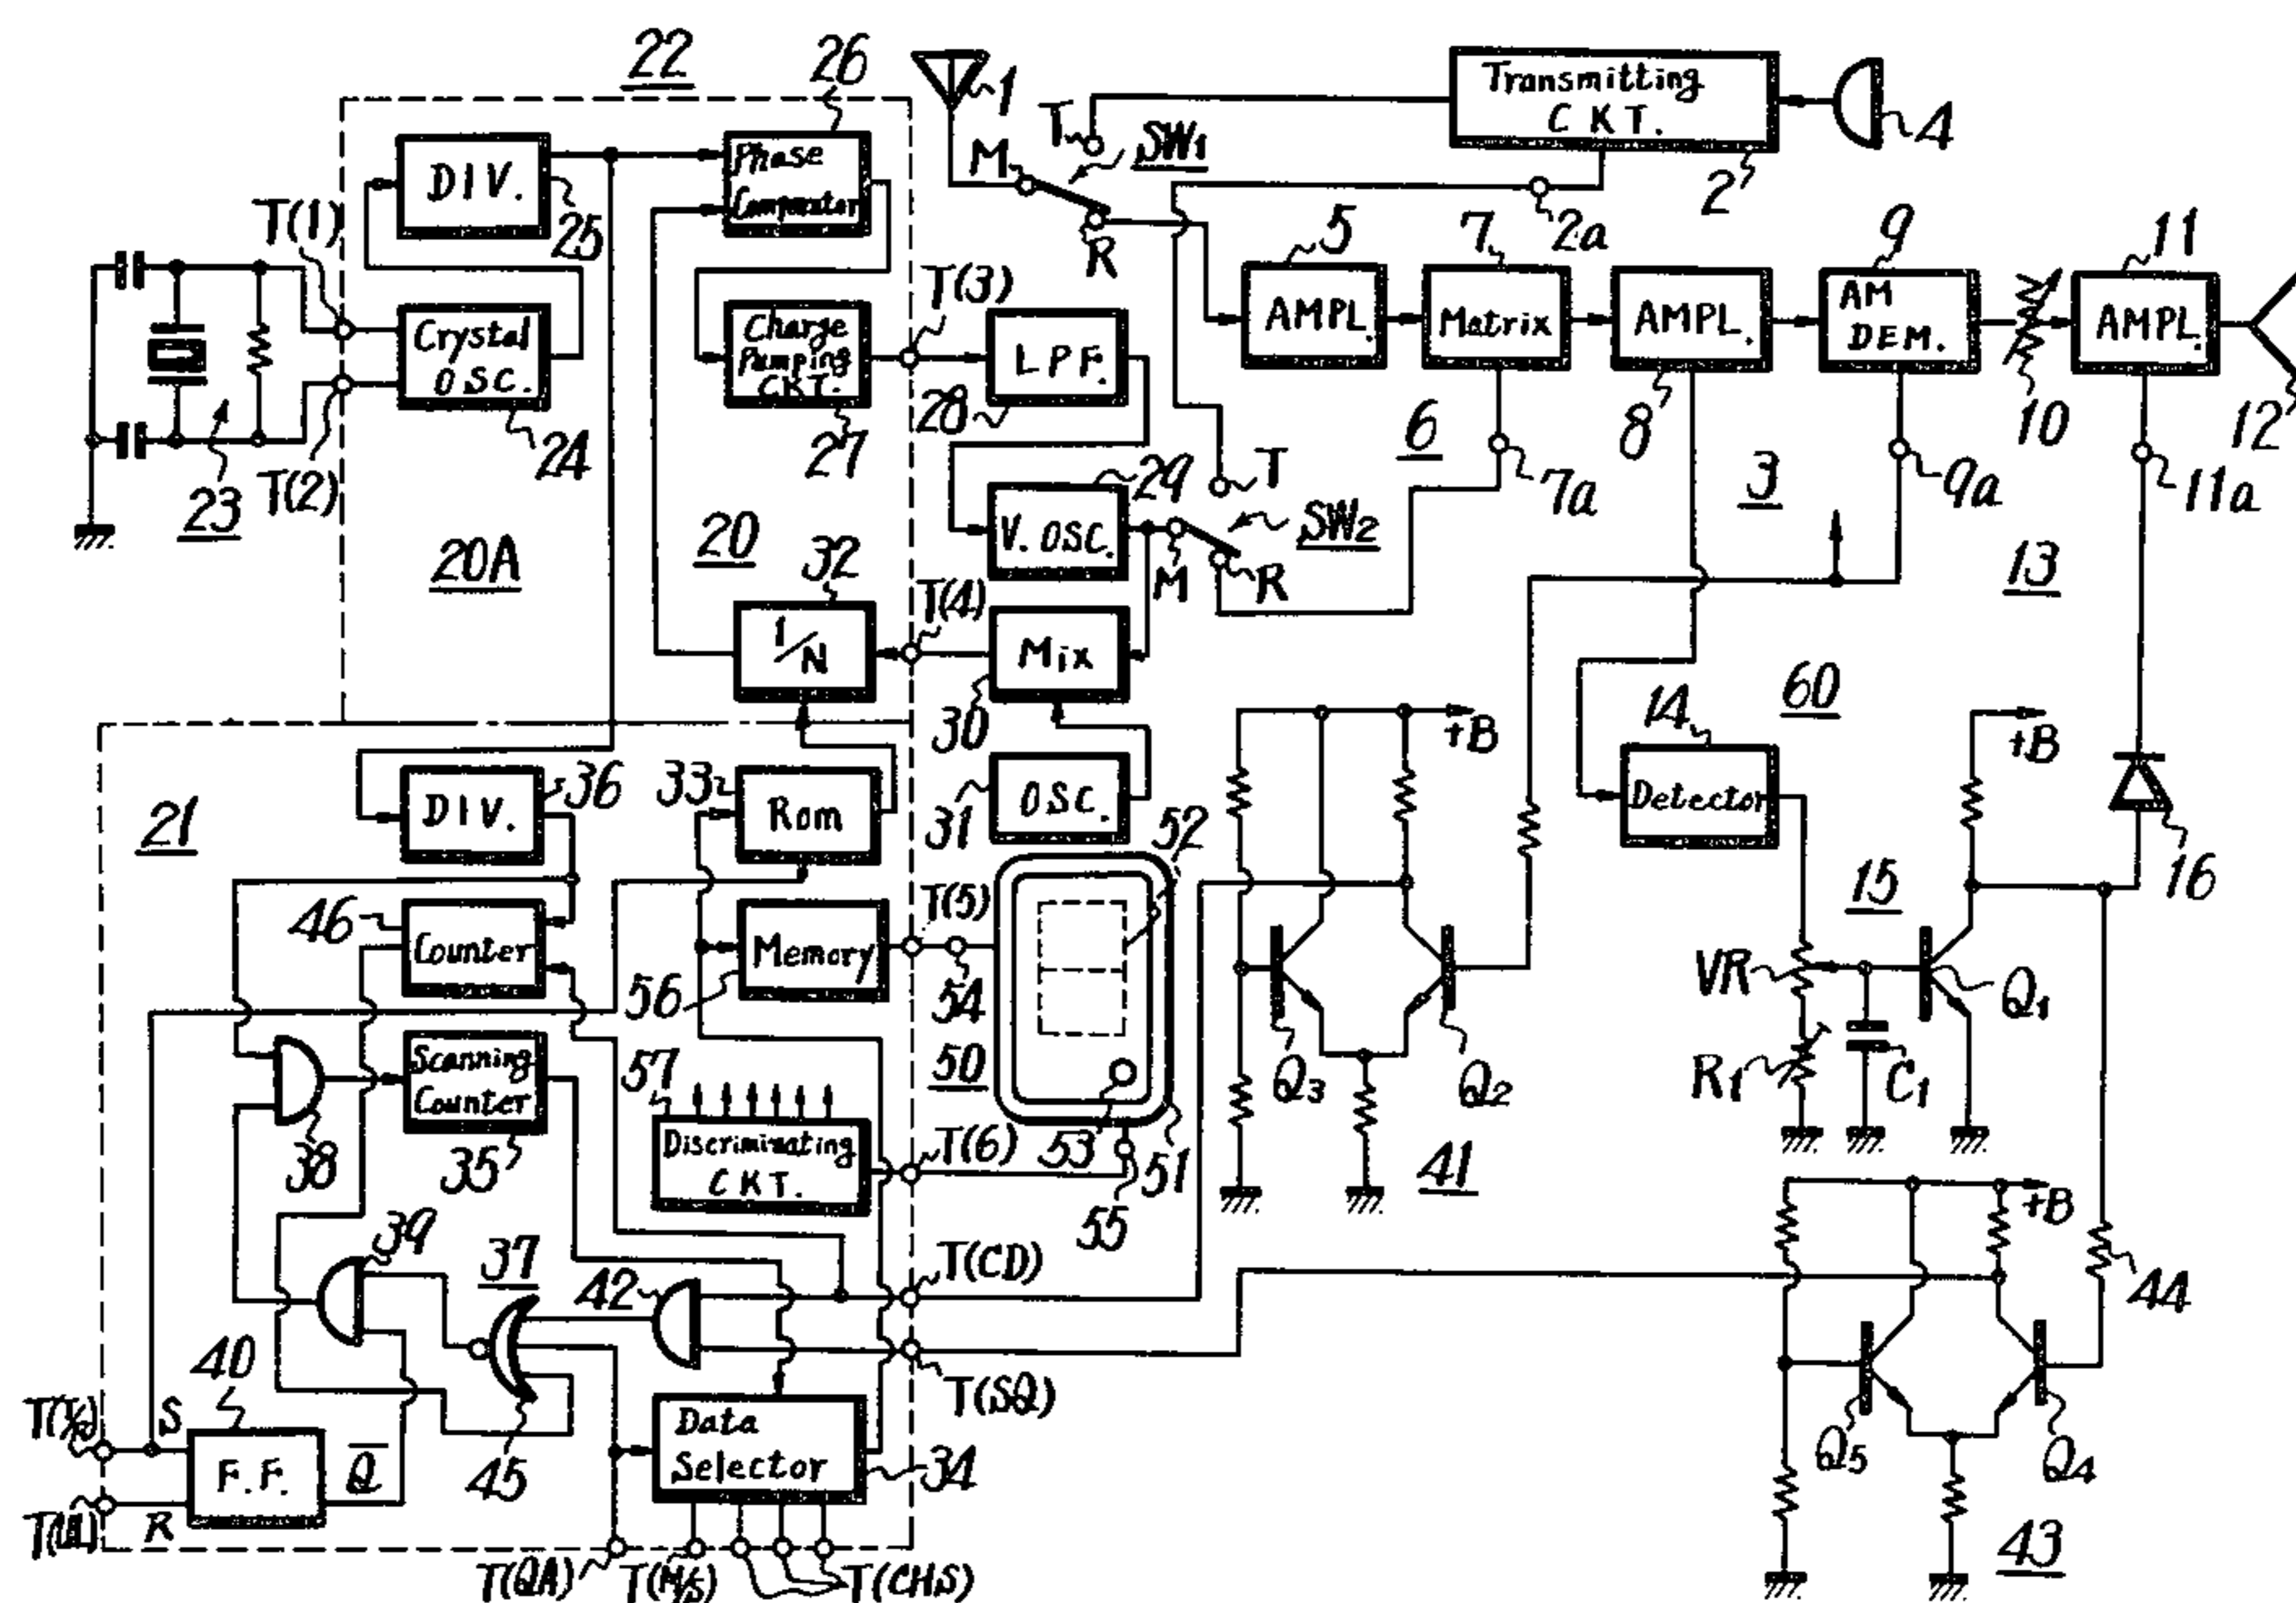 22
26
1
Transmitting
CKT.
4
T
SW1
M
R
2
2a
DIV.
25
Phase
Comparator
T(1)
5
7
9
11
AMPL.
Matrix
AMPL.
AM
DEM.
AMPL.
10
12
8
6
7a
3
9a
11a
13
Crystal
OSC.
24
Charge
Pumping
CKT.
27
T(3)
LPF.
28
23
T(2)
20A
20
29
V. OSC.
T
SW2
M
R
32
1/N
T(4)
Mix
30
60
14
Detector
+B
+B
21
DIV.
36
33
Rom
OSC.
31
52
15
16
46
Counter
56
Memory
T(5)
54
VR
Q1
R1
C1
Scanning
Counter
35
38
57
Discriminating
CKT.
50
T(6)
53
51
55
Q3
Q2
41
39
37
42
T(CD)
T(SQ)
+B
44
40
S
F.F.
Q
R
45
Data
Selector
34
Q5
Q4
43
T(QA)
T(M/S)
T(CHS)